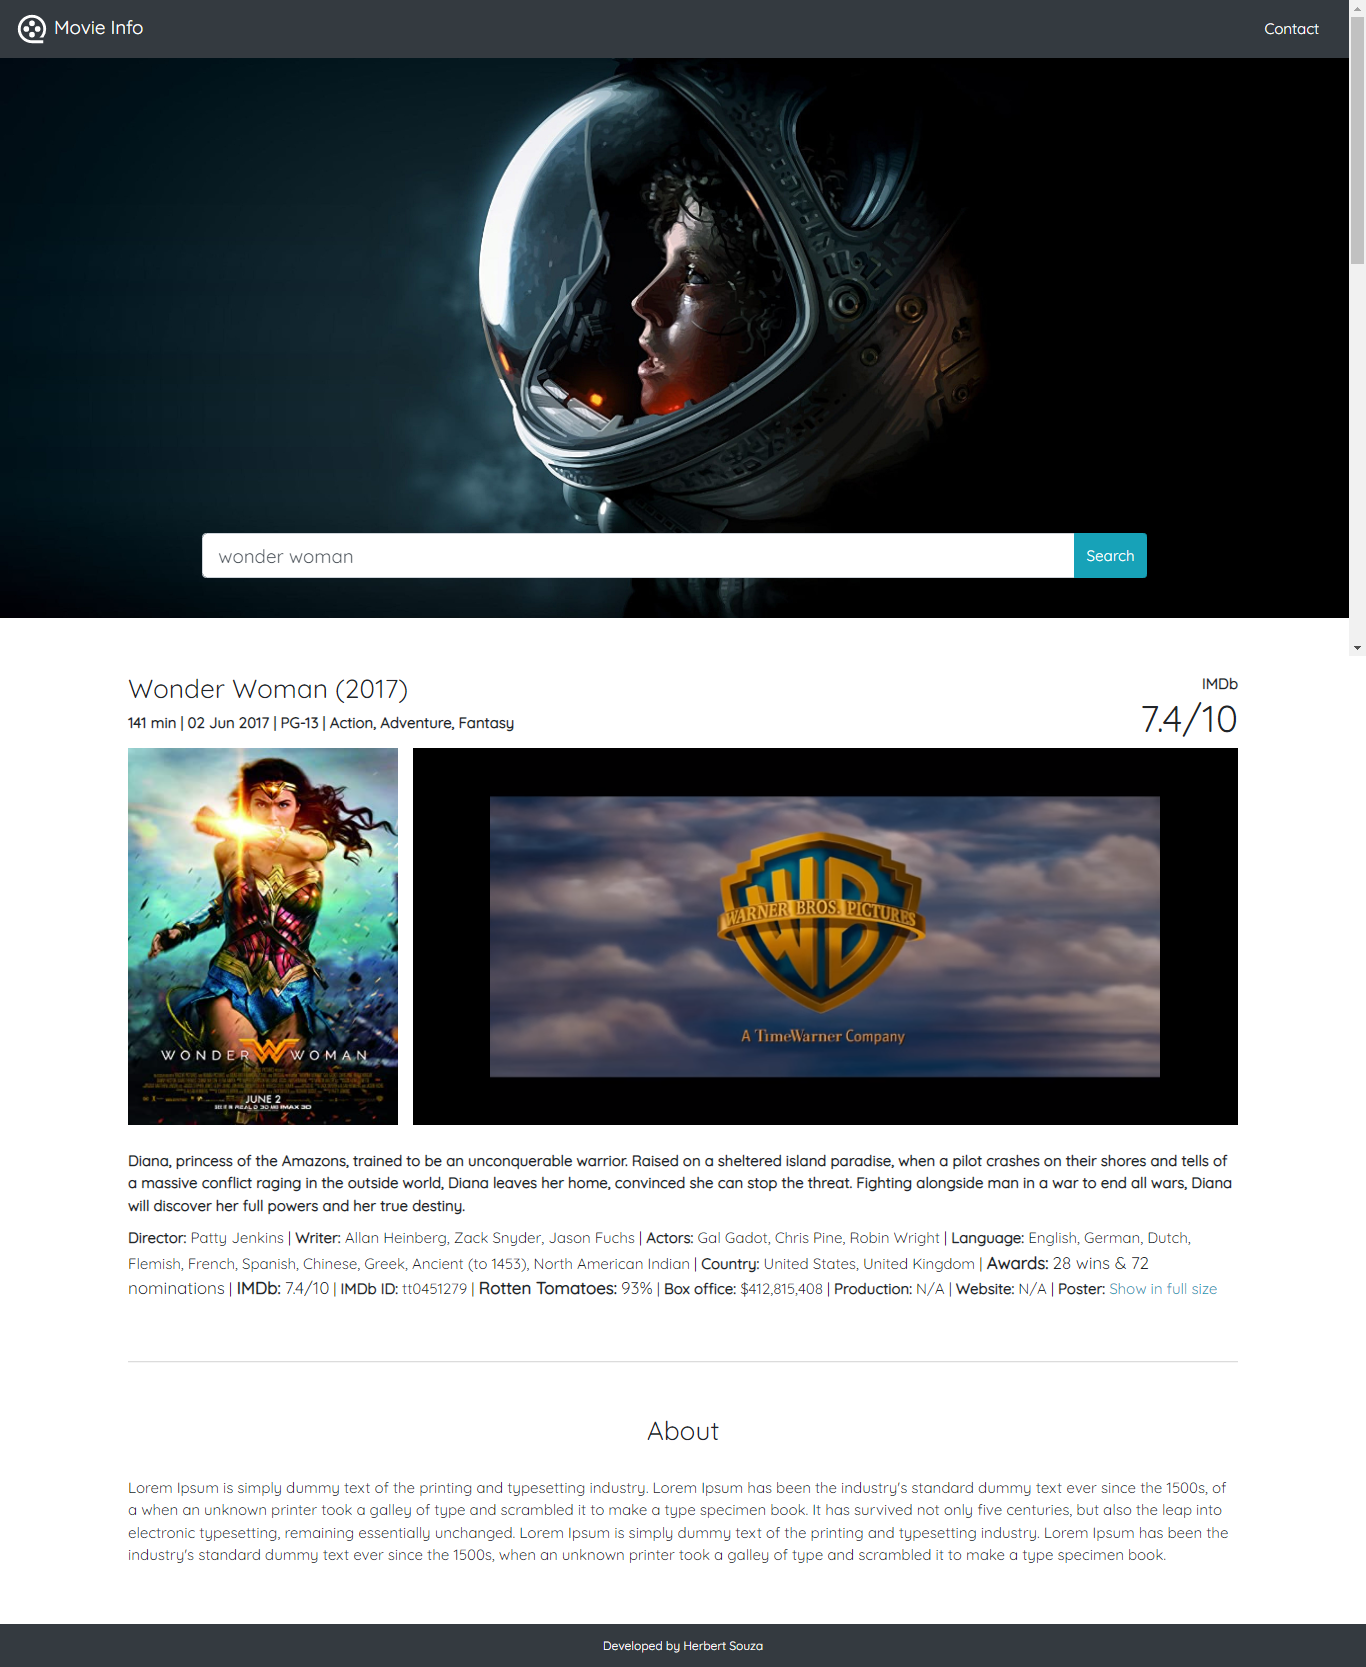 Movie Info
Contact
wonder woman
Search
Wonder Woman (2017)
IMDb
141 min | 02 Jun 2017 | PG-13 | Action, Adventure, Fantasy
7.4/10
WARNER BROS. PICTURES
WB
A TimeWarner Company
WONDER W WOMAN
JUNE 2
SEE IT IN REAL D 3D AND IMAX 3D
Diana, princess of the Amazons, trained to be an unconquerable warrior. Raised on a sheltered island paradise, when a pilot crashes on their shores and tells of
a massive conflict raging in the outside world, Diana leaves her home, convinced she can stop the threat. Fighting alongside man in a war to end all wars, Diana
will discover her full powers and her true destiny.
Director: Patty Jenkins | Writer: Allan Heinberg, Zack Snyder, Jason Fuchs | Actors: Gal Gadot, Chris Pine, Robin Wright | Language: English, German, Dutch,
Flemish, French, Spanish, Chinese, Greek, Ancient (to 1453), North American Indian | Country: United States, United Kingdom | Awards: 28 wins & 72
nominations | IMDb: 7.4/10 | IMDb ID: tt0451279 | Rotten Tomatoes: 93% | Box office: $412,815,408 | Production: N/A | Website: N/A | Poster: Show in full size
About
Lorem Ipsum is simply dummy text of the printing and typesetting industry. Lorem Ipsum has been the industry's standard dummy text ever since the 1500s, of
a when an unknown printer took a galley of type and scrambled it to make a type specimen book. It has survived not only five centuries, but also the leap into
electronic typesetting, remaining essentially unchanged. Lorem Ipsum is simply dummy text of the printing and typesetting industry. Lorem Ipsum has been the
industry's standard dummy text ever since the 1500s, when an unknown printer took a galley of type and scrambled it to make a type specimen book.
Developed by Herbert Souza